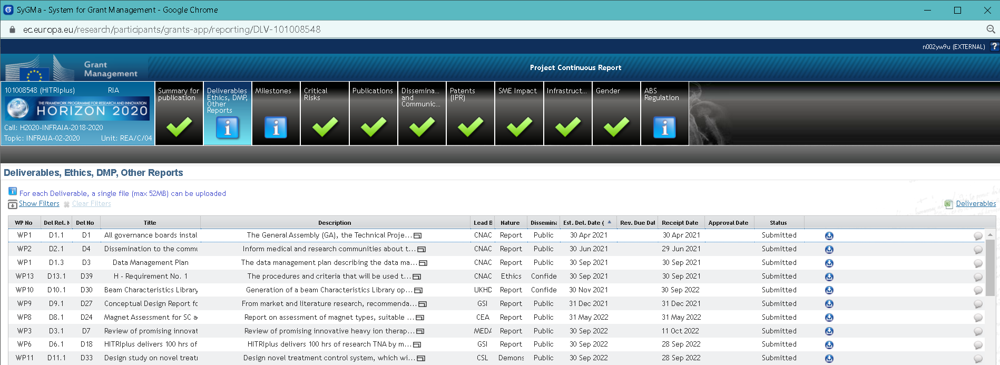 SyGMa - System for Grant Management - Google Chrome
ec.europa.eu/research/participants/grants-app/reporting/DLV-101008548
n002yw9u (EXTERNAL) ?
Grant Management
Project Continuous Report
101008548 (HITRIplus) RIA
THE FRAMEWORK PROGRAMME FOR RESEARCH AND INNOVATION
HORIZON 2020
Call: H2020-INFRAIA-2018-2020
Topic: INFRAIA-02-2020 Unit: REA/C/04
Summary for publication
Deliverables Ethics, DMP, Other Reports
Milestones
Critical Risks
Publications
Dissemina... and Communic...
Patents (IPR)
SME Impact
Infrastruct...
Gender
ABS Regulation
Deliverables, Ethics, DMP, Other Reports
For each Deliverable, a single file (max 52MB) can be uploaded
Show Filters Clear Filters Deliverables
WP No Del Rel. N Del No Title Description Lead B Nature Dissemina Est. Del. Date ( Rev. Due Dat Receipt Date Approval Date Status
WP1 D1.1 D1 All governance boards instal The General Assembly (GA), the Technical Proje... CNAC Report Public 30 Apr 2021 30 Apr 2021 Submitted
WP2 D2.1 D4 Dissemination to the commu Inform medical and research communities about t... CNAC Report Public 30 Jun 2021 29 Jun 2021 Submitted
WP1 D1.3 D3 Data Management Plan The data management plan describing the data ma... CNAC Report Public 30 Sep 2021 30 Sep 2021 Submitted
WP13 D13.1 D39 H - Requirement No. 1 The procedures and criteria that will be used t... CNAC Ethics Confide 30 Sep 2021 30 Sep 2021 Submitted
WP10 D10.1 D30 Beam Characteristics Library Generation of a beam Characteristics Library op... UKHD Report Confide 30 Nov 2021 30 Sep 2022 Submitted
WP9 D9.1 D27 Conceptual Design Report fo From market and literature research, recommenda... GSI Report Public 31 Dec 2021 31 Dec 2021 Submitted
WP8 D8.1 D24 Magnet Assessment for SC a Report on assessment of magnet types, suitable ... CEA Report Public 31 May 2022 31 May 2022 Submitted
WP3 D3.1 D7 Review of promising innovat Review of promising innovative heavy ion therap... MEDA Report Public 30 Sep 2022 11 Oct 2022 Submitted
WP6 D6.1 D18 HITRIplus delivers 100 hrs of HITRIplus delivers 100 hrs of research TNA by m... GSI Report Public 30 Sep 2022 28 Sep 2022 Submitted
WP11 D11.1 D33 Design study on novel treatr Design novel treatment control system, which wi... CSL Demons Public 30 Sep 2022 28 Sep 2022 Submitted